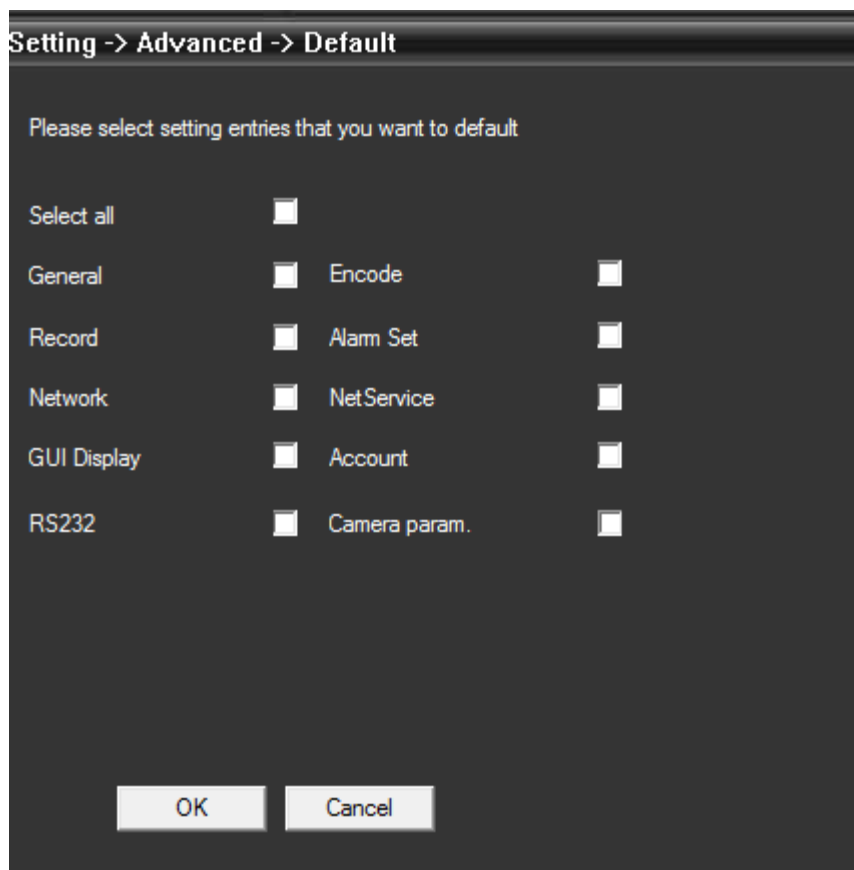 Setting -> Advanced -> Default
Please select setting entries that you want to default
Select all
General Encode
Record Alarm Set
Network NetService
GUI Display Account
RS232 Camera param.
OK Cancel